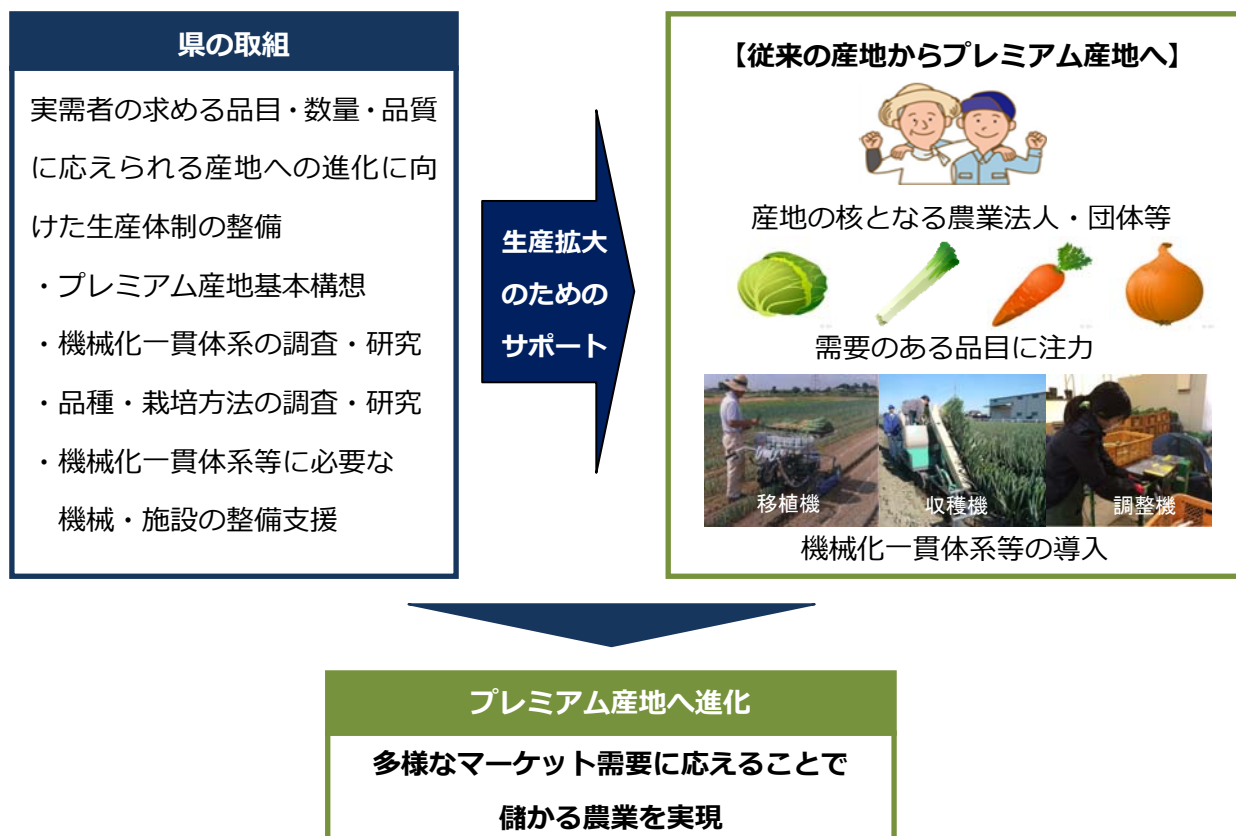 県の取組
実需者の求める品目・数量・品質
に応えられる産地への進化に向
けた生産体制の整備
・プレミアム産地基本構想
・機械化一貫体系の調査・研究
・品種・栽培方法の調査・研究
・機械化一貫体系等に必要な
機械・施設の整備支援
生産拡大
のための
サポート
【従来の産地からプレミアム産地へ】
産地の核となる農業法人・団体等
需要のある品目に注力
移植機
収穫機
調整機
機械化一貫体系等の導入
プレミアム産地へ進化
多様なマーケット需要に応えることで
儲かる農業を実現